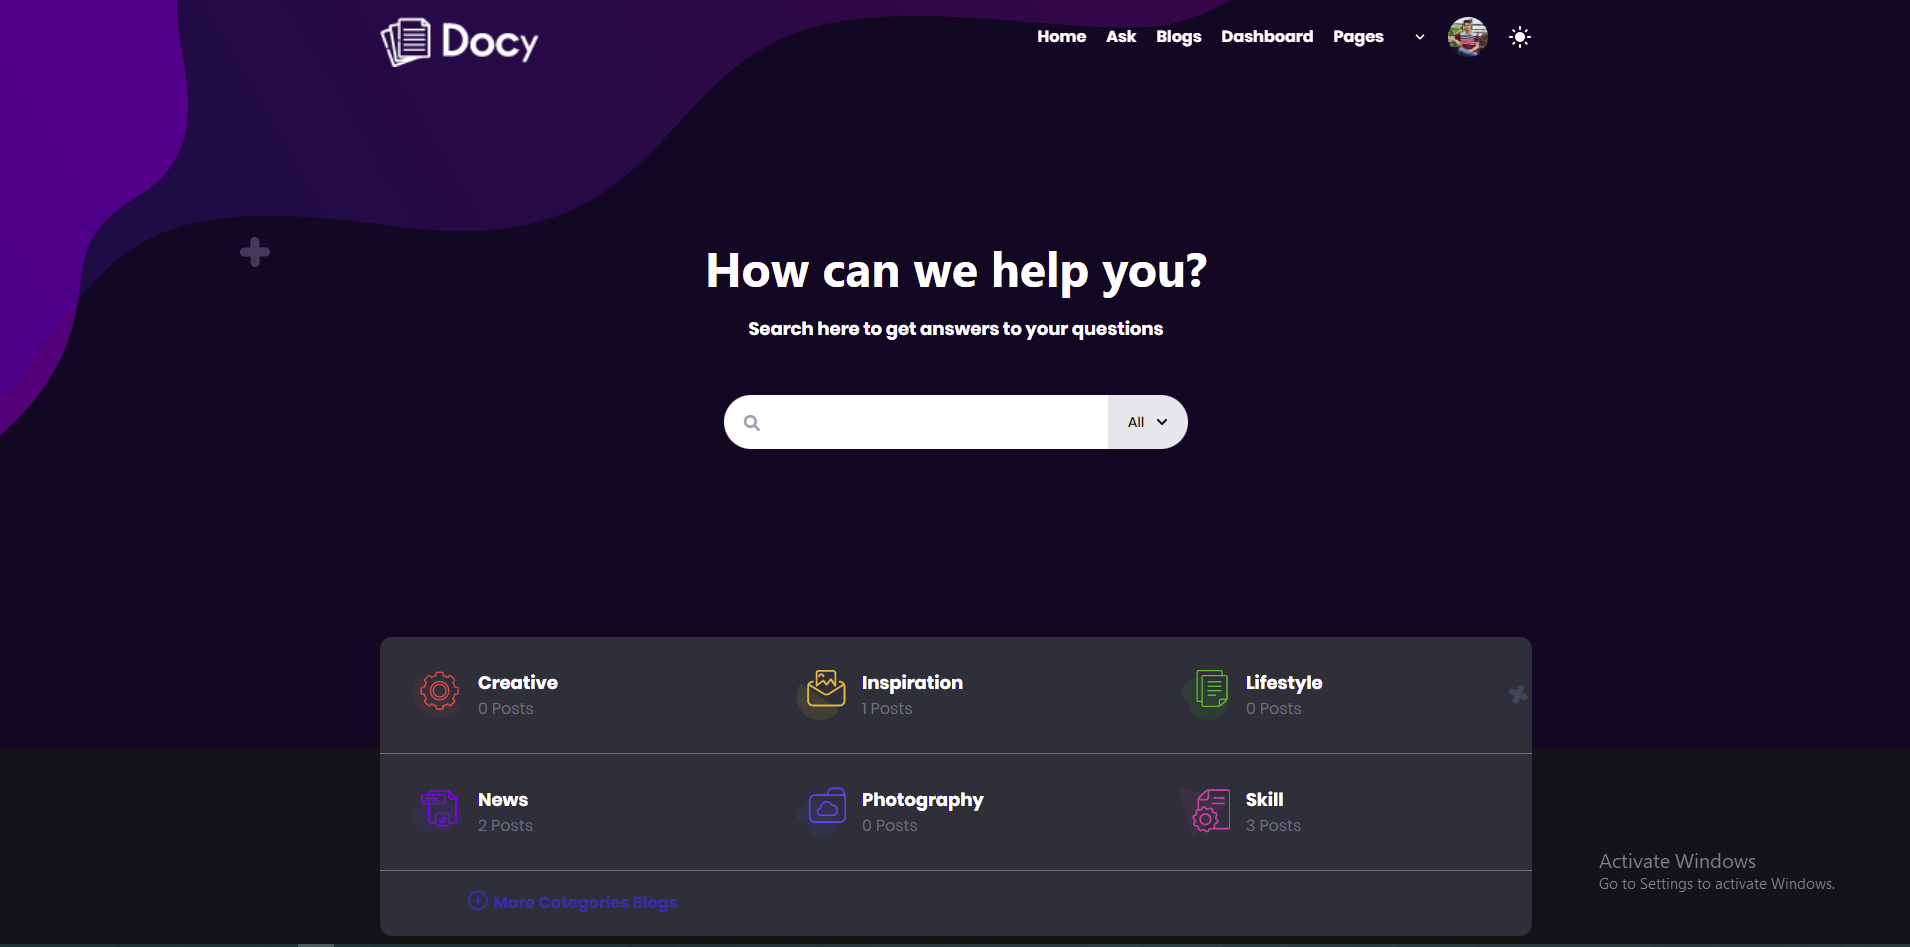 Docy
Home Ask Blogs Dashboard Pages
How can we help you?
Search here to get answers to your questions
All
Creative
0 Posts
Inspiration
1 Posts
Lifestyle
0 Posts
News
2 Posts
Photography
0 Posts
Skill
3 Posts
More Categories Blogs
Activate Windows
Go to Settings to activate Windows.